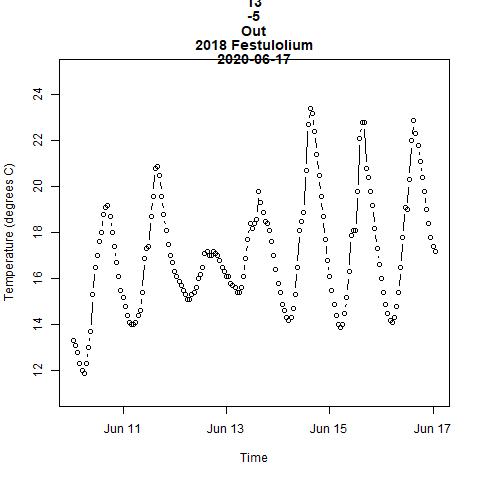 13
-5
Out
2018 Festulolium
2020-06-17
Temperature (degrees C)
24
22
20
18
16
14
12
Jun 11
Jun 13
Jun 15
Jun 17
Time